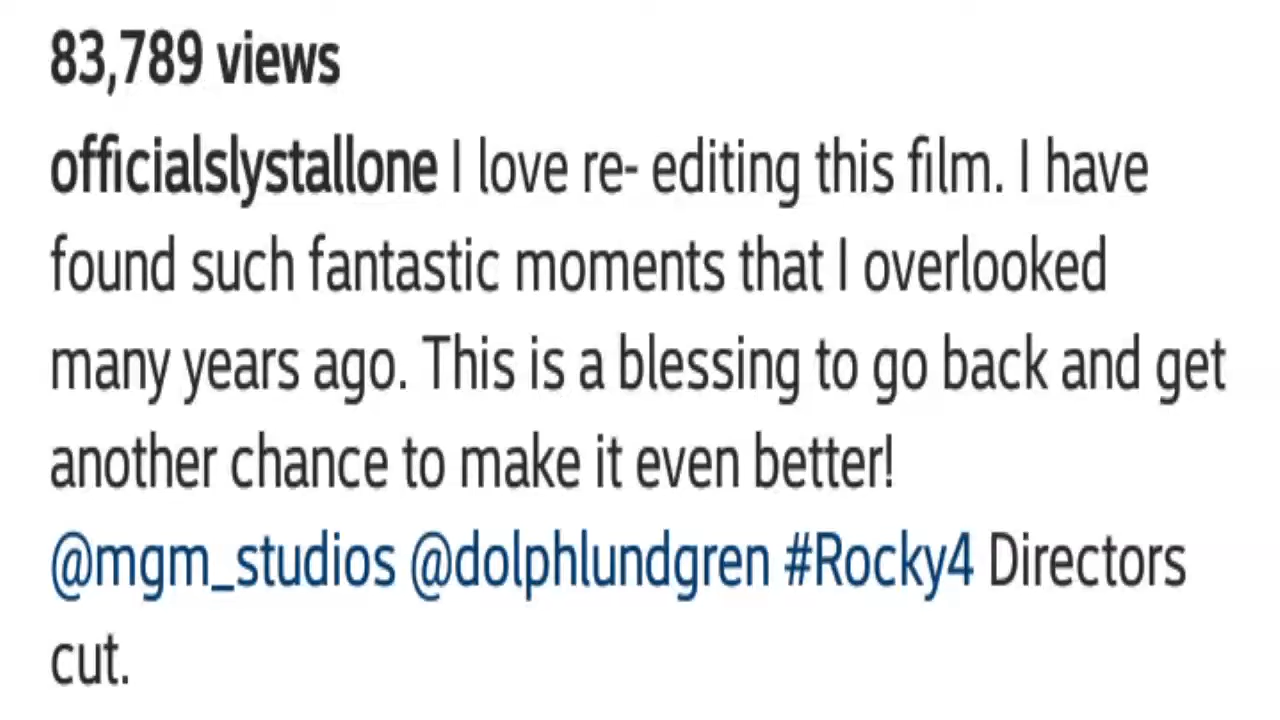 83,789 views
officialslystallone I love re- editing this film. I have
found such fantastic moments that I overlooked
many years ago. This is a blessing to go back and get
another chance to make it even better!
@mgm_studios @dolphlundgren #Rocky4 Directors
cut.